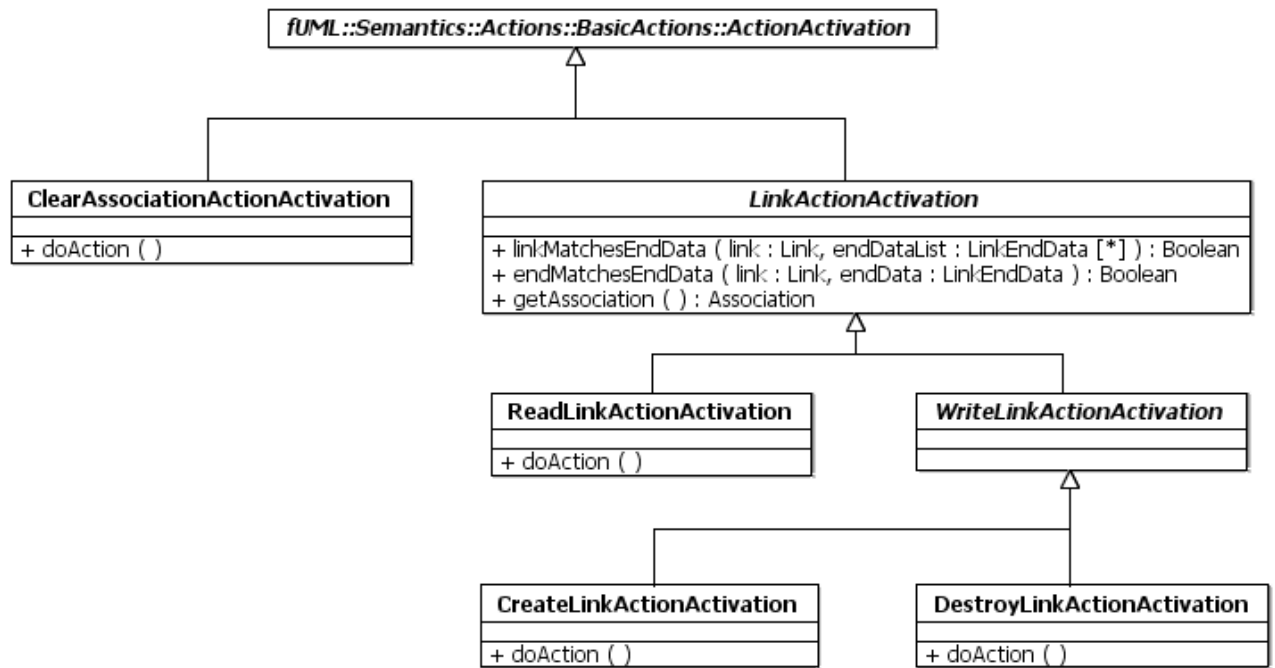 fUML::Semantics::Actions::BasicActions::ActionActivation
ClearAssociationActionActivation
+ doAction ( )
LinkActionActivation
+ linkMatchesEndData ( link : Link, endDataList : LinkEndData [*] ) : Boolean
+ endMatchesEndData ( link : Link, endData : LinkEndData ) : Boolean
+ getAssociation ( ) : Association
ReadLinkActionActivation
+ doAction ( )
WriteLinkActionActivation
CreateLinkActionActivation
+ doAction ( )
DestroyLinkActionActivation
+ doAction ( )